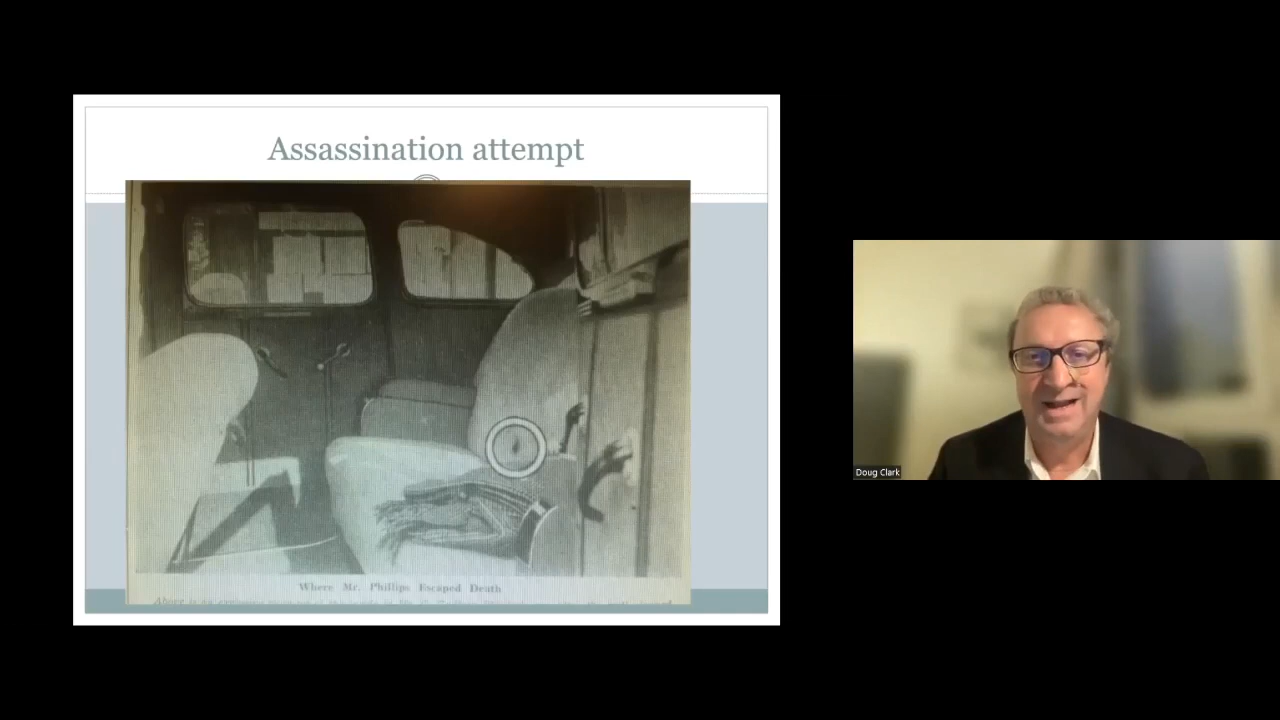 Assassination attempt
Where Mr. Phillips Escaped Death
Doug Clark